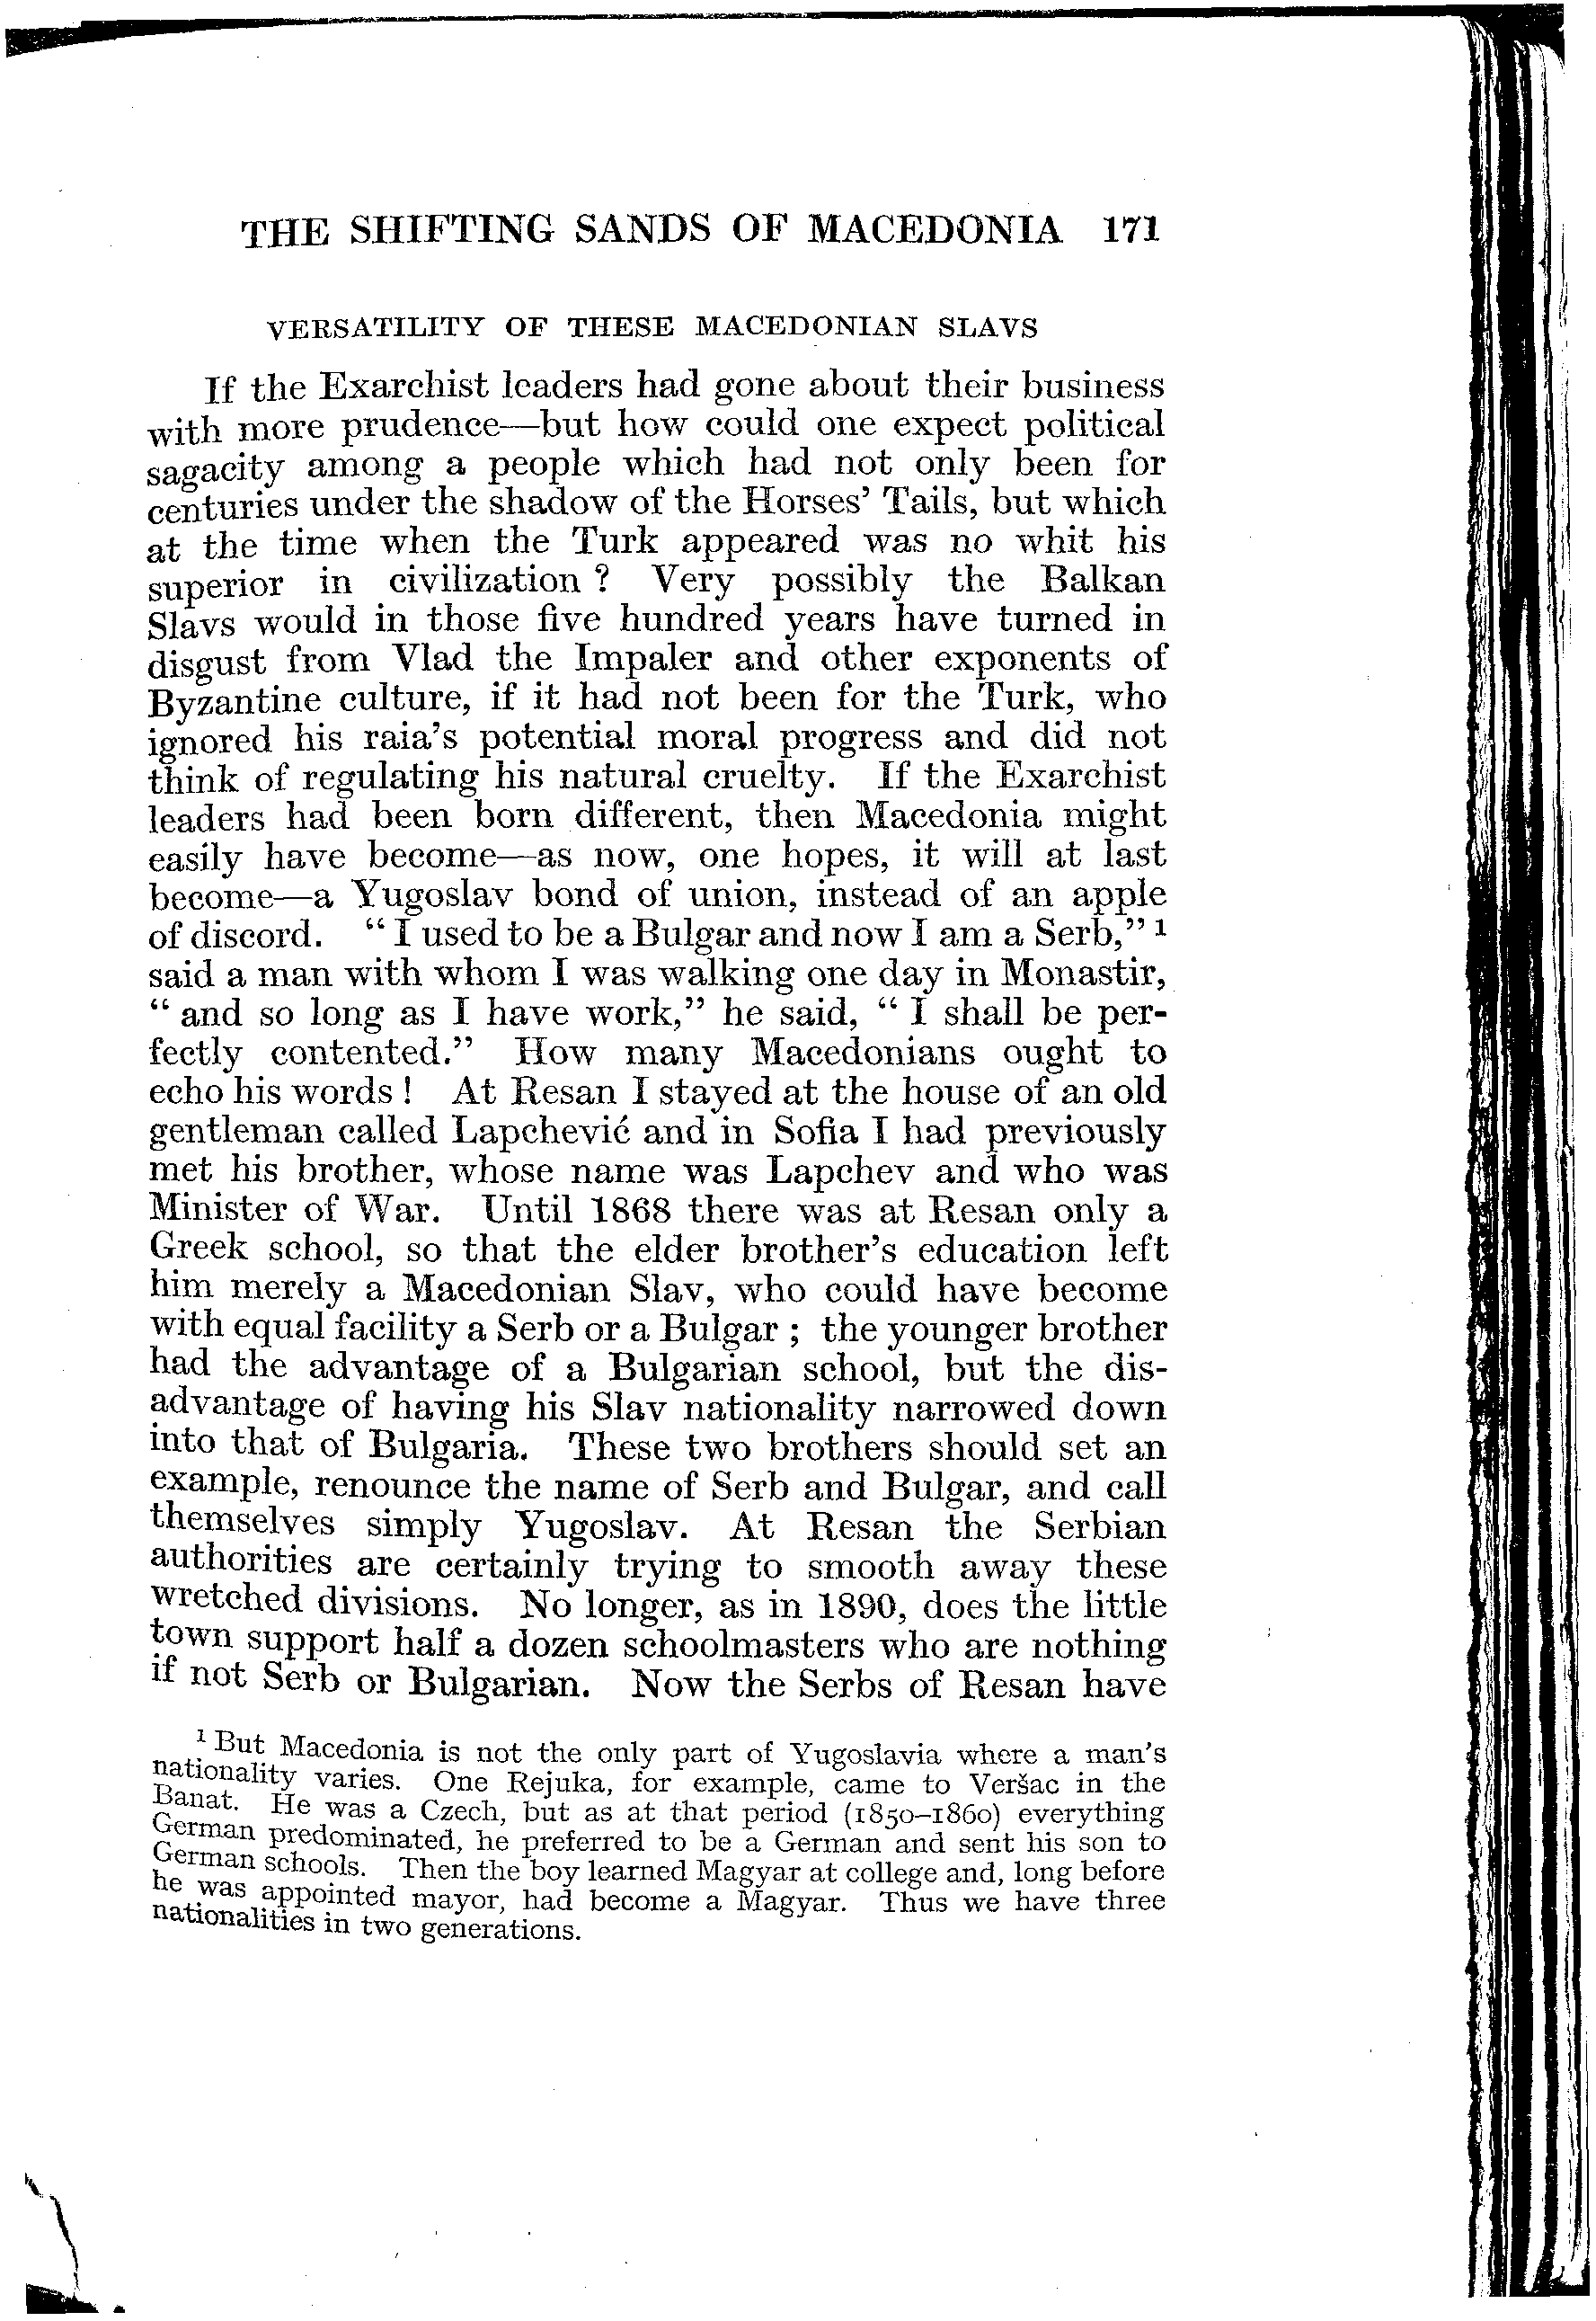 THE SHIFTING SANDS OF MACEDONIA 171
VERSATILITY OF THESE MACEDONIAN SLAVS
If the Exarchist leaders had gone about their business
with more prudence—but how could one expect political
sagacity among a people which had not only been for
centuries under the shadow of the Horses' Tails, but which
at the time when the Turk appeared was no whit his
superior in civilization ? Very possibly the Balkan
Slavs would in those five hundred years have turned in
disgust from Vlad the Impaler and other exponents of
Byzantine culture, if it had not been for the Turk, who
ignored his raia's potential moral progress and did not
think of regulating his natural cruelty. If the Exarchist
leaders had been born different, then Macedonia might
easily have become—as now, one hopes, it will at last
become—a Yugoslav bond of union, instead of an apple
of discord. “ I used to be a Bulgar and now I am a Serb,” 1
said a man with whom I was walking one day in Monastir,
“ and so long as I have work,” he said, “ I shall be per-
fectly contented.” How many Macedonians ought to
echo his words ! At Resan I stayed at the house of an old
gentleman called Lapchević and in Sofia I had previously
met his brother, whose name was Lapchev and who was
Minister of War. Until 1868 there was at Resan only a
Greek school, so that the elder brother's education left
him merely a Macedonian Slav, who could have become
with equal facility a Serb or a Bulgar ; the younger brother
had the advantage of a Bulgarian school, but the dis-
advantage of having his Slav nationality narrowed down
into that of Bulgaria. These two brothers should set an
example, renounce the name of Serb and Bulgar, and call
themselves simply Yugoslav. At Resan the Serbian
authorities are certainly trying to smooth away these
wretched divisions. No longer, as in 1890, does the little
town support half a dozen schoolmasters who are nothing
if not Serb or Bulgarian. Now the Serbs of Resan have
1 But Macedonia is not the only part of Yugoslavia where a man's
nationality varies. One Rejuka, for example, came to Veršac in the
Banat. He was a Czech, but as at that period (1850–1860) everything
German predominated, he preferred to be a German and sent his son to
German schools. Then the boy learned Magyar at college and, long before
he was appointed mayor, had become a Magyar. Thus we have three
nationalities in two generations.